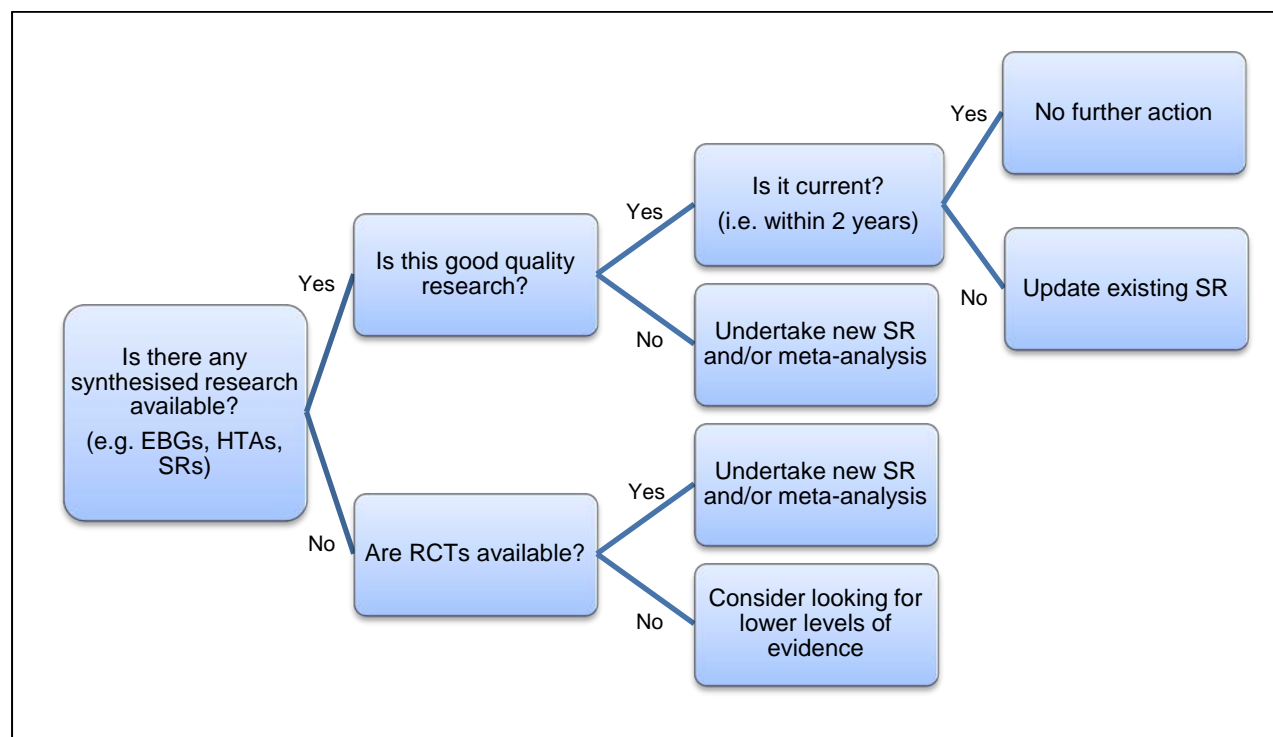 Is there any
synthesised research
available?
(e.g. EBGs, HTAs,
SRs)
Yes
No
Is this good quality
research?
Yes
No
Is it current?
(i.e. within 2 years)
Yes
No
No further action
Update existing SR
Undertake new SR
and/or meta-analysis
Are RCTs available?
Yes
No
Undertake new SR
and/or meta-analysis
Consider looking for
lower levels of
evidence